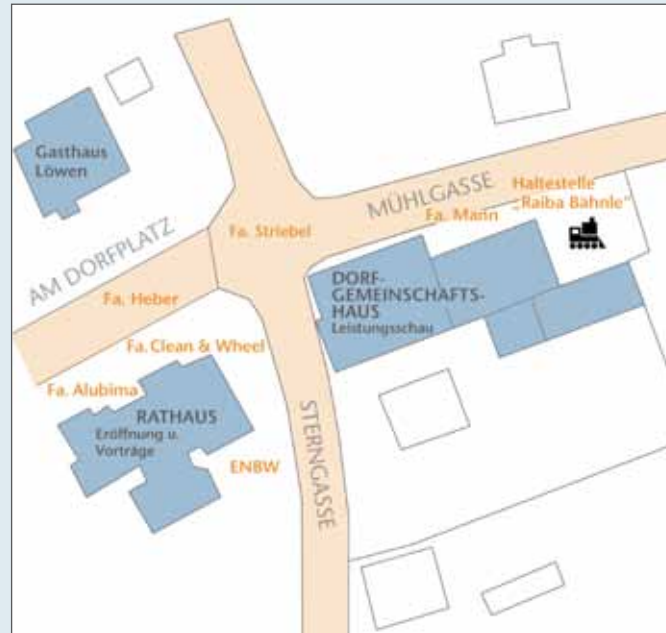 Gasthaus
Löwen
AM DORFPLATZ
Fa. Striebel
MÜHLGASSE
Haltestelle
„Raiba Bähnle“
Fa. Mann
DORF-
GEMEINSCHAFTS-
HAUS
Leistungsschau
Fa. Heber
Fa. Clean & Wheel
Fa. Alubima
RATHAUS
Eröffnung u.
Vorträge
ENBW
STERNGASSE